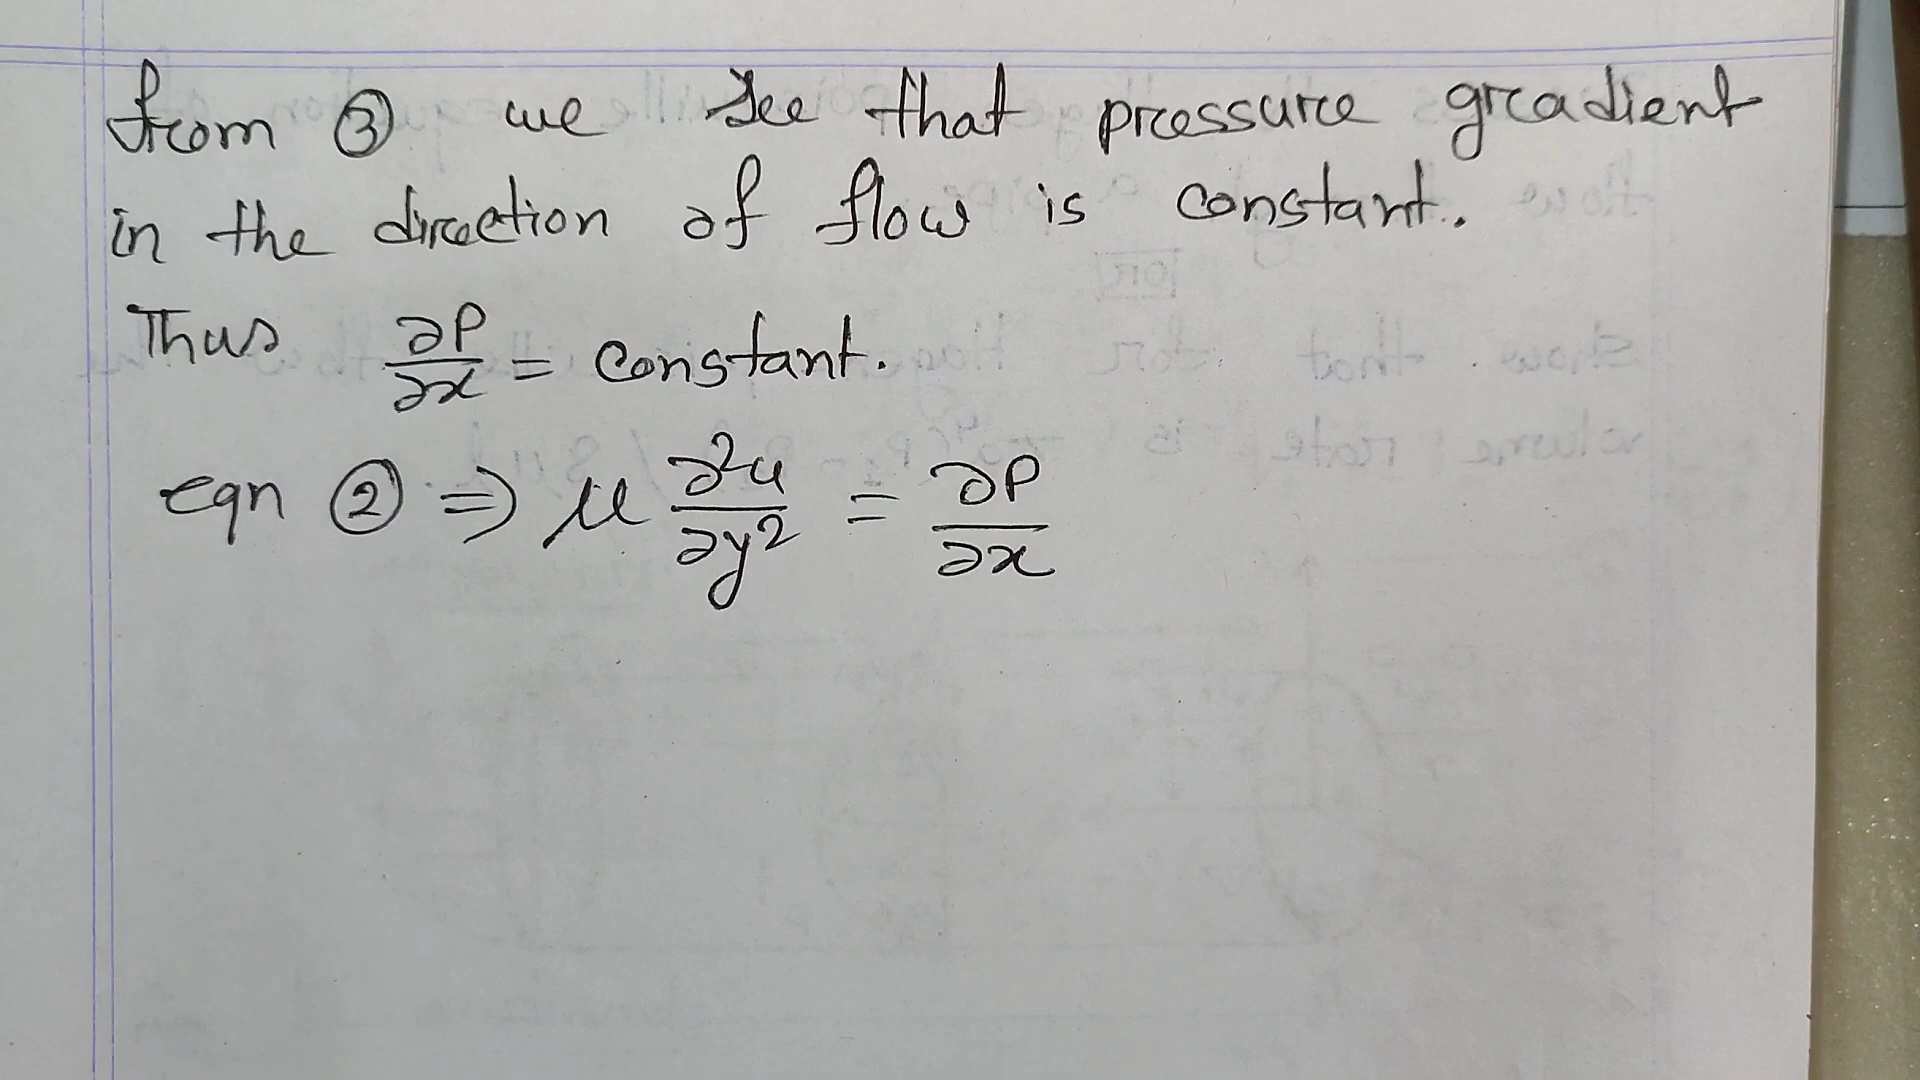 from ③ we see that pressure gradient
in the direction of flow is constant.
Thus ∂P/∂x = constant.
eqn ② ⇒ μ ∂²u/∂y² = ∂P/∂x